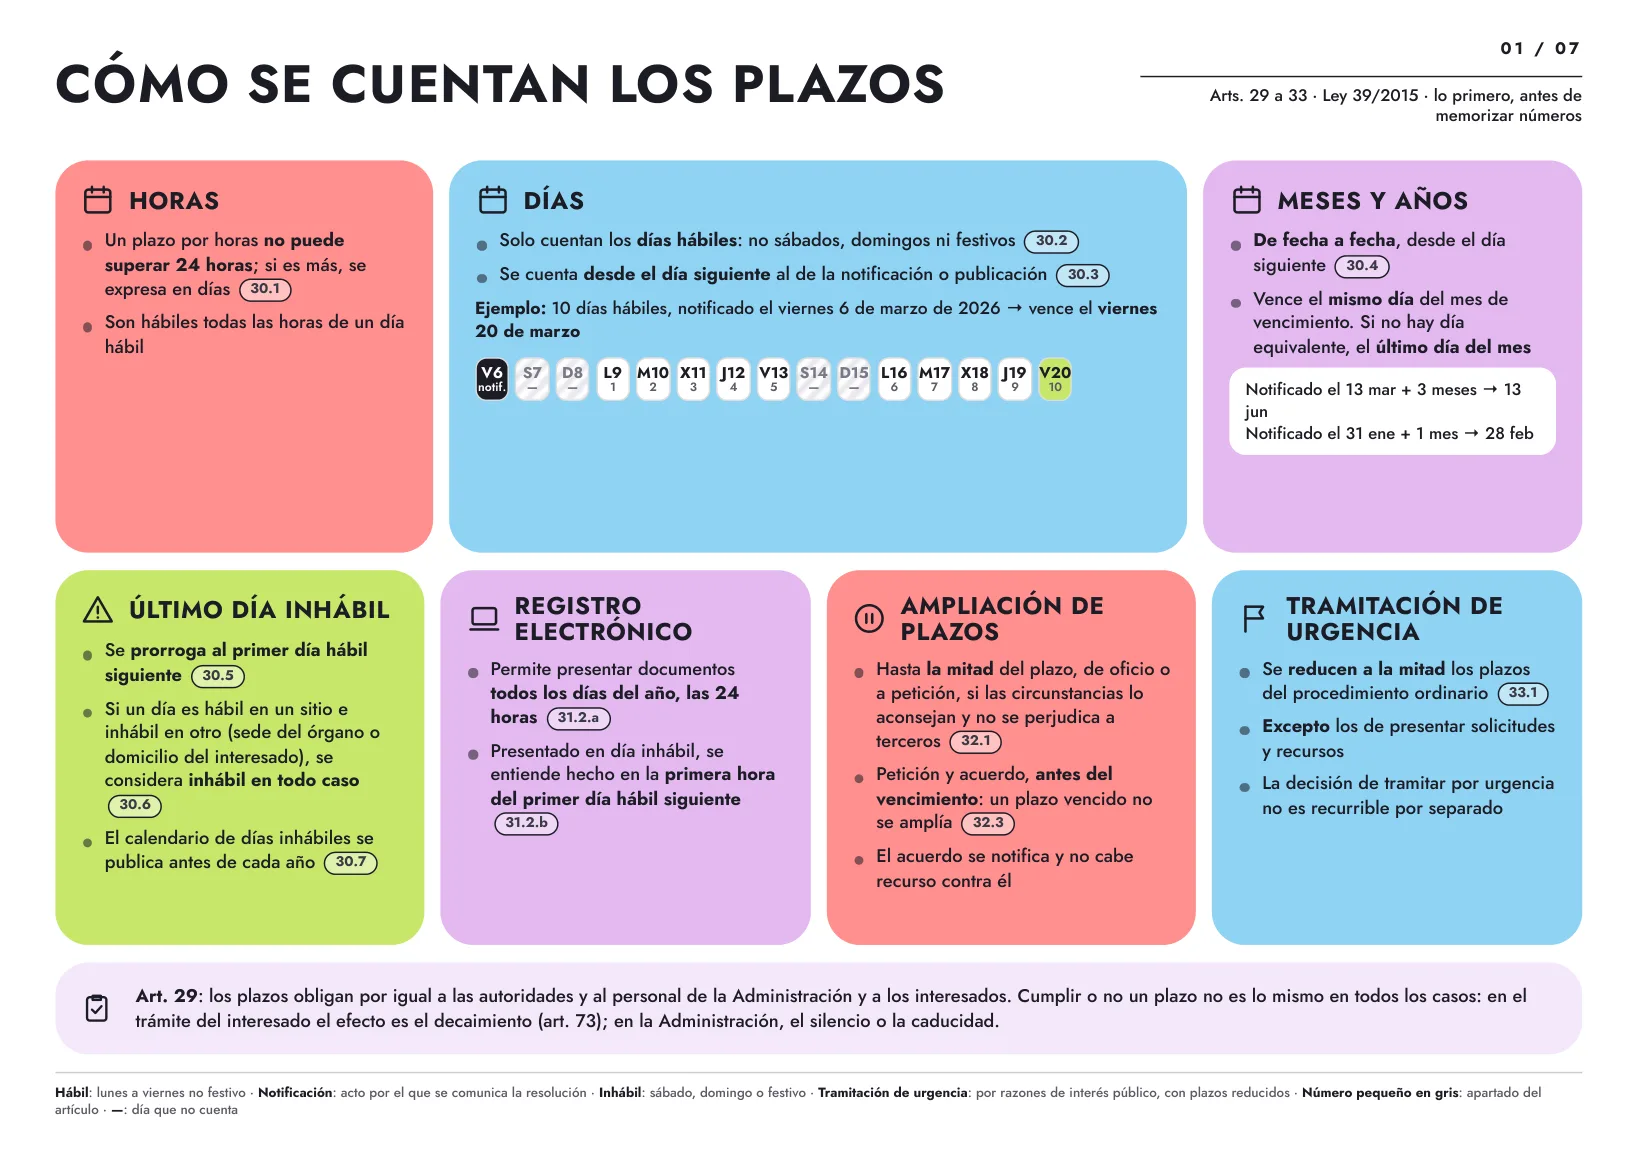 CÓMO SE CUENTAN LOS PLAZOS
01 / 07
Arts. 29 a 33 · Ley 39/2015 · lo primero, antes de
memorizar números
HORAS
Un plazo por horas no puede
superar 24 horas; si es más, se
expresa en días 30.1
Son hábiles todas las horas de un día
hábil
DÍAS
Solo cuentan los días hábiles: no sábados, domingos ni festivos 30.2
Se cuenta desde el día siguiente al de la notificación o publicación 30.3
Ejemplo: 10 días hábiles, notificado el viernes 6 de marzo de 2026 → vence el viernes
20 de marzo
V6 S7 D8 L9 M10 X11 J12 V13 S14 D15 L16 M17 X18 J19 V20
notif. — — 1 2 3 4 5 — — 6 7 8 9 10
MESES Y AÑOS
De fecha a fecha, desde el día
siguiente 30.4
Vence el mismo día del mes de
vencimiento. Si no hay día
equivalente, el último día del mes
Notificado el 13 mar + 3 meses → 13
jun
Notificado el 31 ene + 1 mes → 28 feb
ÚLTIMO DÍA INHÁBIL
Se prorroga al primer día hábil
siguiente 30.5
Si un día es hábil en un sitio e
inhábil en otro (sede del órgano o
domicilio del interesado), se
considera inhábil en todo caso
30.6
El calendario de días inhábiles se
publica antes de cada año 30.7
REGISTRO
ELECTRÓNICO
Permite presentar documentos
todos los días del año, las 24
horas 31.2.a
Presentado en día inhábil, se
entiende hecho en la primera hora
del primer día hábil siguiente
31.2.b
AMPLIACIÓN DE
PLAZOS
Hasta la mitad del plazo, de oficio o
a petición, si las circunstancias lo
aconsejan y no se perjudica a
terceros 32.1
Petición y acuerdo, antes del
vencimiento: un plazo vencido no
se amplía 32.3
El acuerdo se notifica y no cabe
recurso contra él
TRAMITACIÓN DE
URGENCIA
Se reducen a la mitad los plazos
del procedimiento ordinario 33.1
Excepto los de presentar solicitudes
y recursos
La decisión de tramitar por urgencia
no es recurrible por separado
Art. 29: los plazos obligan por igual a las autoridades y al personal de la Administración y a los interesados. Cumplir o no un plazo no es lo mismo en todos los casos: en el
trámite del interesado el efecto es el decaimiento (art. 73); en la Administración, el silencio o la caducidad.
Hábil: lunes a viernes no festivo · Notificación: acto por el que se comunica la resolución · Inhábil: sábado, domingo o festivo · Tramitación de urgencia: por razones de interés público, con plazos reducidos · Número pequeño en gris: apartado del
artículo · —: día que no cuenta